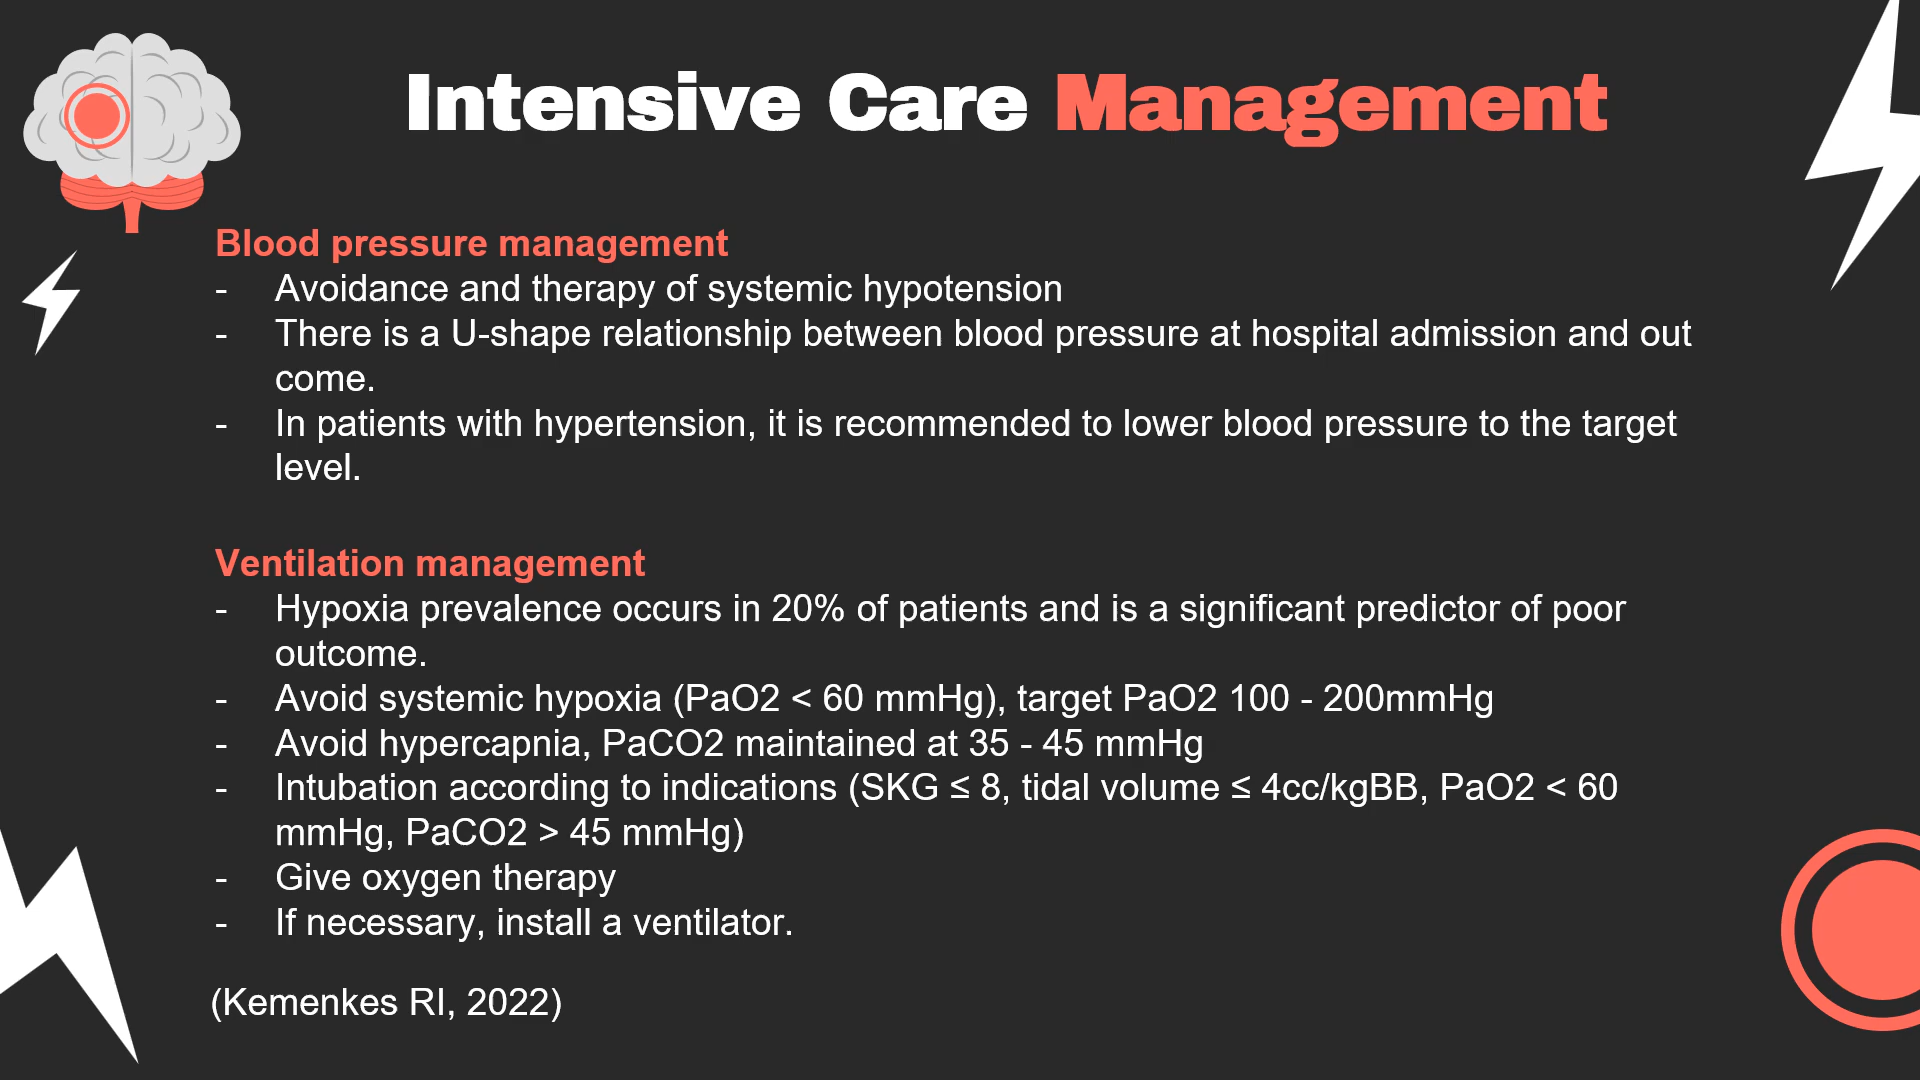 Intensive Care Management
Blood pressure management
- Avoidance and therapy of systemic hypotension
- There is a U-shape relationship between blood pressure at hospital admission and out
come.
- In patients with hypertension, it is recommended to lower blood pressure to the target
level.
Ventilation management
- Hypoxia prevalence occurs in 20% of patients and is a significant predictor of poor
outcome.
- Avoid systemic hypoxia (PaO2 < 60 mmHg), target PaO2 100 - 200mmHg
- Avoid hypercapnia, PaCO2 maintained at 35 - 45 mmHg
- Intubation according to indications (SKG ≤ 8, tidal volume ≤ 4cc/kgBB, PaO2 < 60
mmHg, PaCO2 > 45 mmHg)
- Give oxygen therapy
- If necessary, install a ventilator.
(Kemenkes RI, 2022)